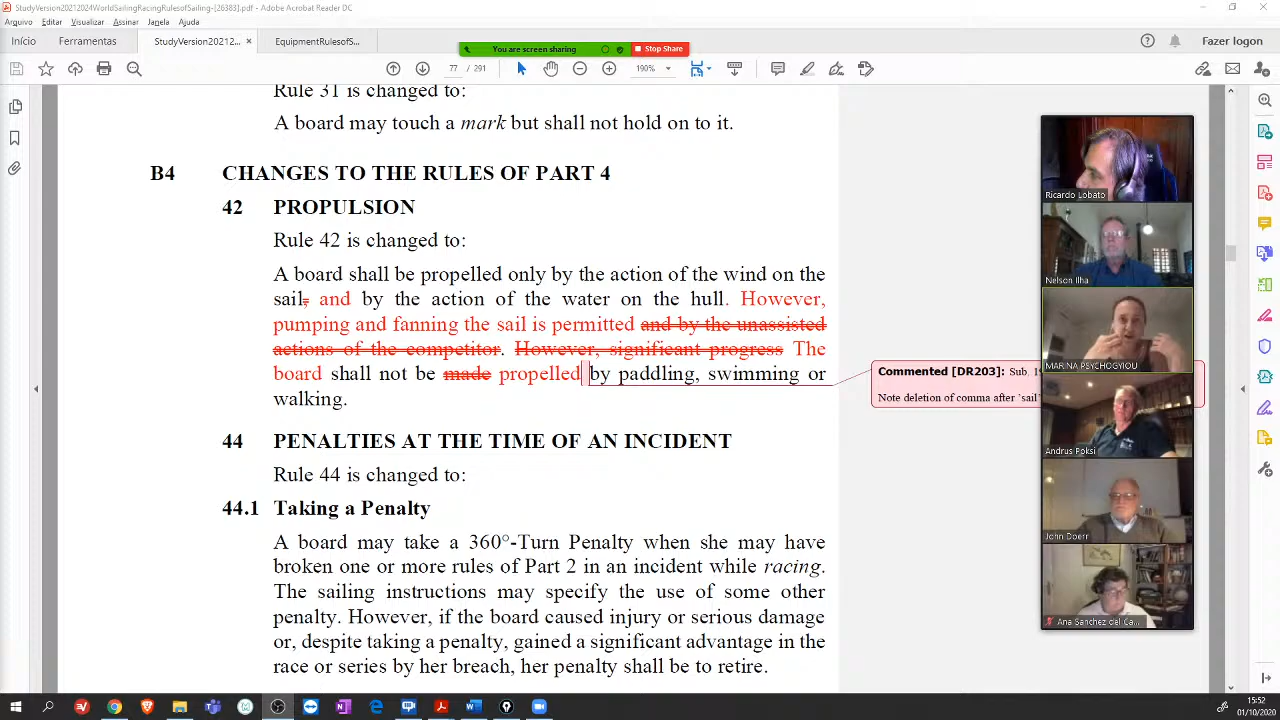 StudyVersion20212024WorldSailingRacingRulesofSailing-[26383].pdf - Adobe Acrobat Reader DC
Arquivo Editar Visualizar Assinar Janela Ajuda
Início Ferramentas StudyVersion20212... × EquipmentRulesofS... Fazer logon
You are screen sharing Stop Share
77 / 291 190%
Rule 31 is changed to:
A board may touch a mark but shall not hold on to it.
B4 CHANGES TO THE RULES OF PART 4
42 PROPULSION
Rule 42 is changed to:
A board shall be propelled only by the action of the wind on the
sail, and by the action of the water on the hull. However,
pumping and fanning the sail is permitted and by the unassisted
actions of the competitor. However, significant progress The
board shall not be made propelled by paddling, swimming or
walking.
Commented [DR203]: Sub. 1
Note deletion of comma after 'sail'
44 PENALTIES AT THE TIME OF AN INCIDENT
Rule 44 is changed to:
44.1 Taking a Penalty
A board may take a 360°-Turn Penalty when she may have
broken one or more rules of Part 2 in an incident while racing.
The sailing instructions may specify the use of some other
penalty. However, if the board caused injury or serious damage
or, despite taking a penalty, gained a significant advantage in the
race or series by her breach, her penalty shall be to retire.
Ricardo Lobato
Nelson Ilha
MARINA PSYCHOGYIOU
Andrus Poksi
John Doerr
Ana Sanchez del Ca...
15:52
01/10/2020